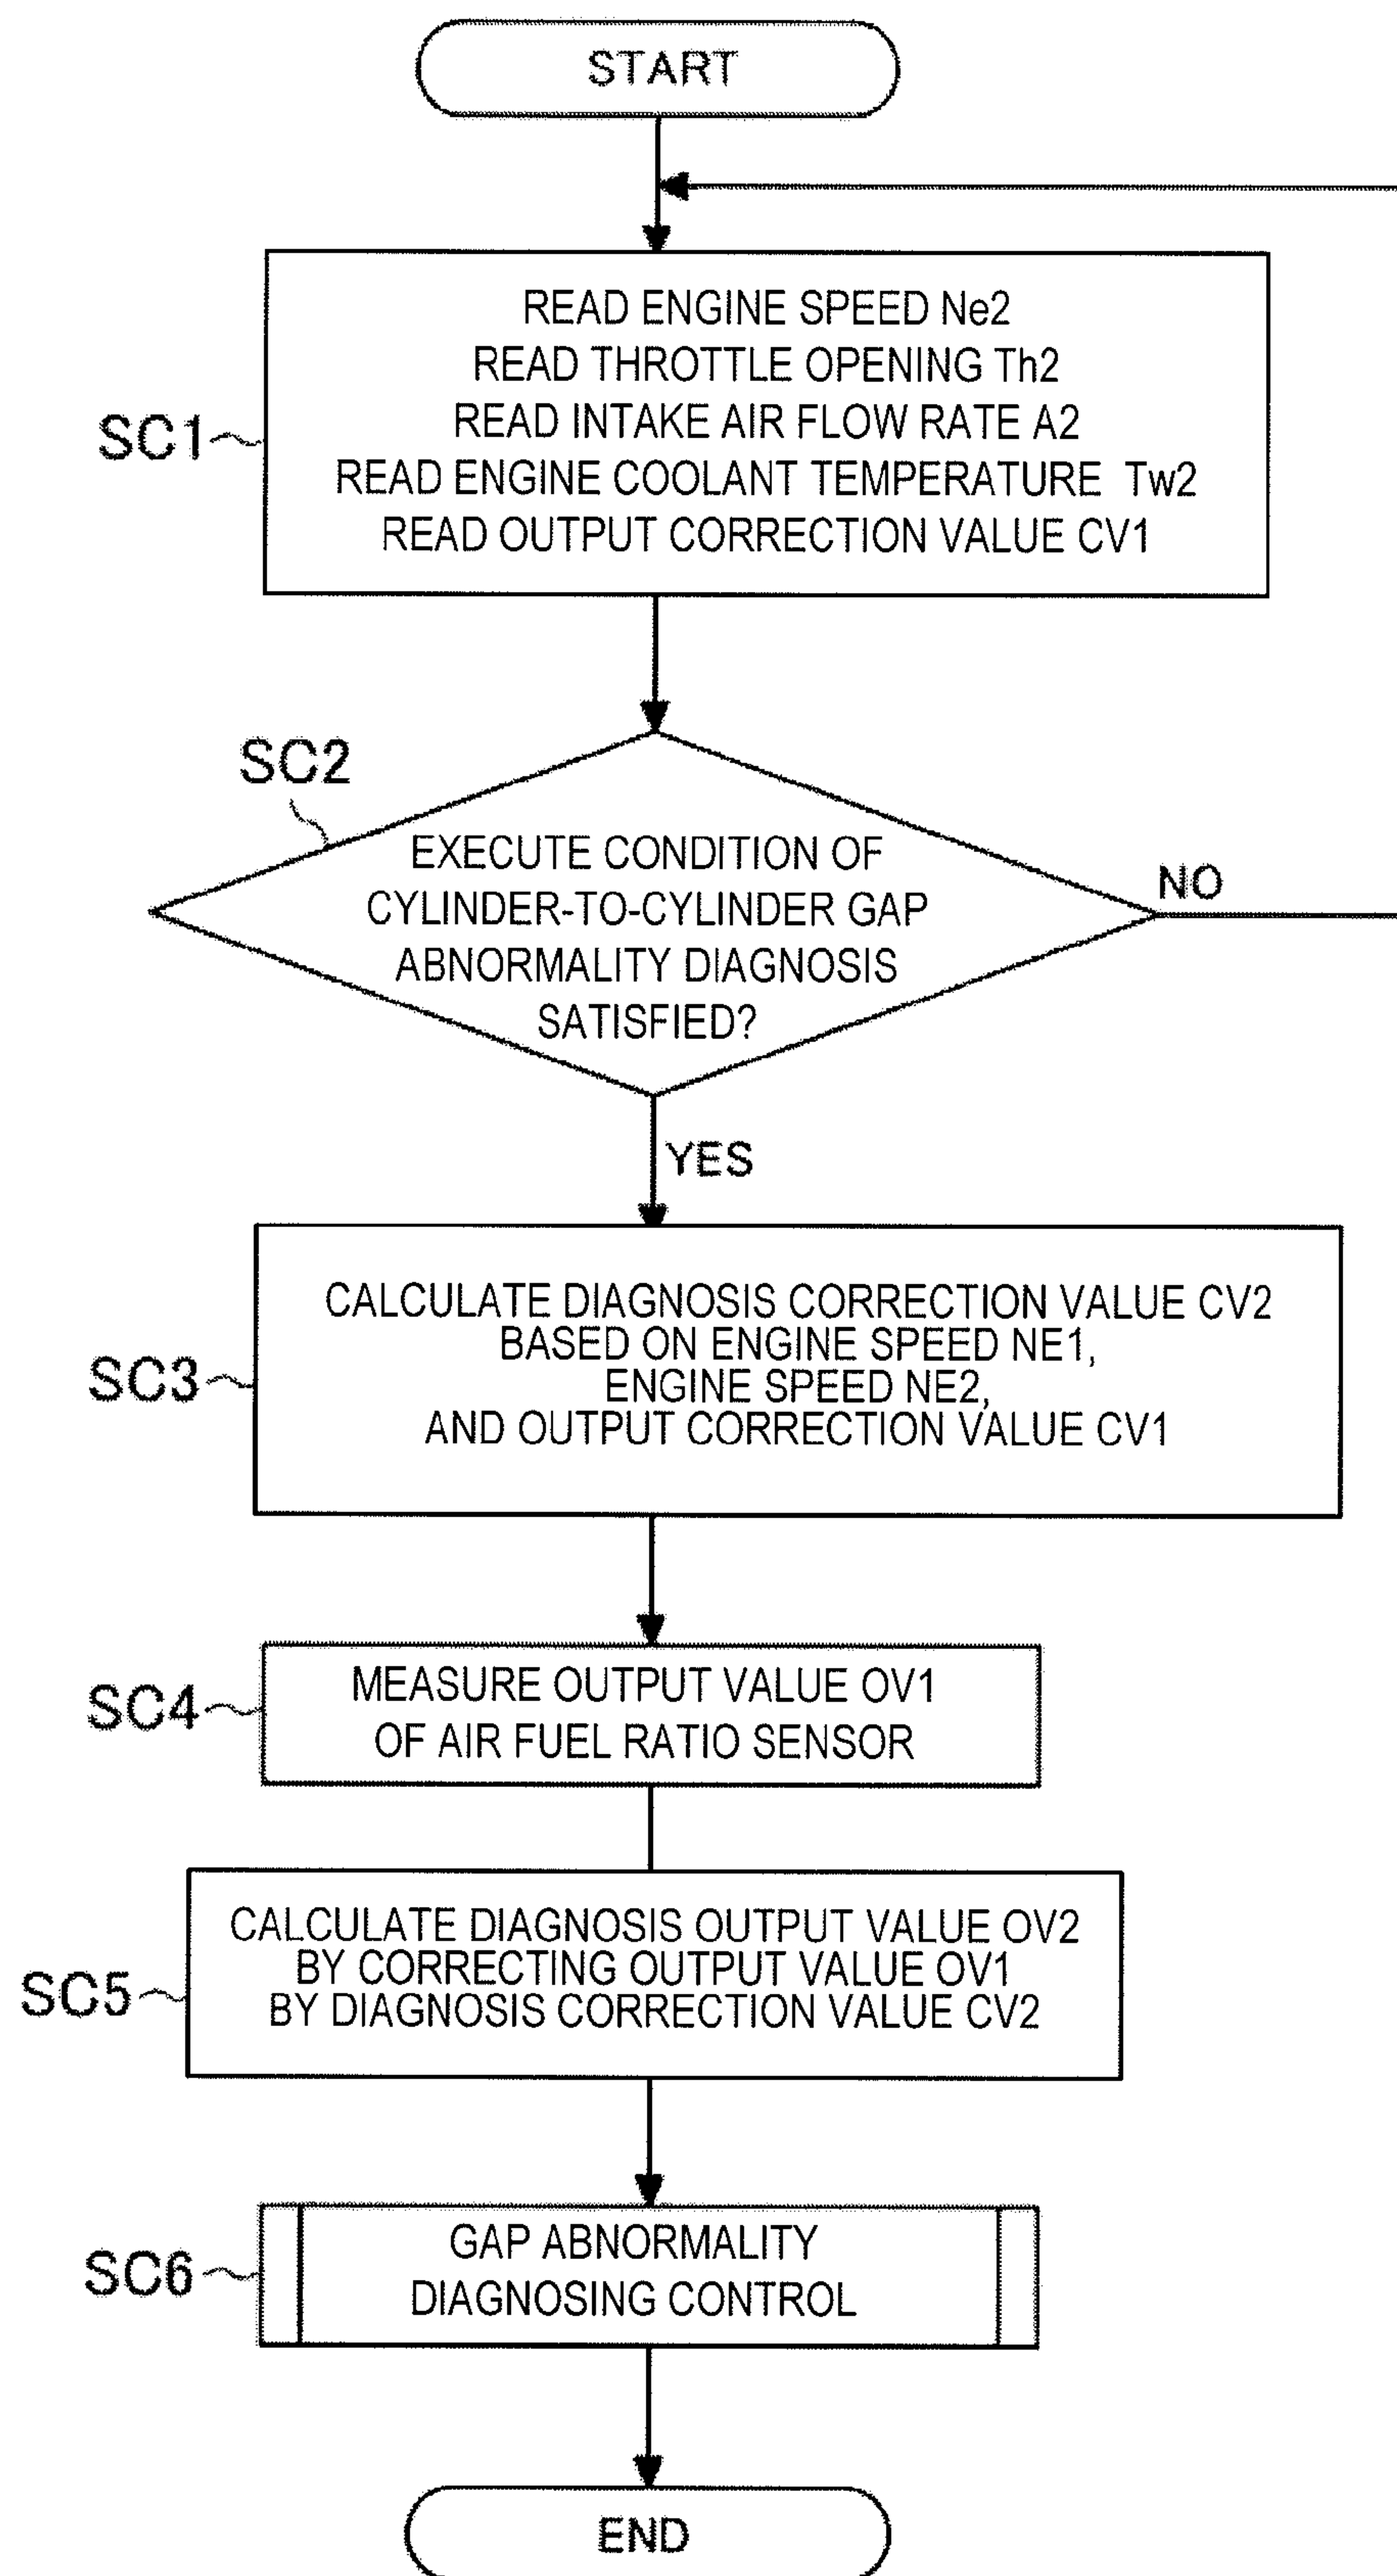 START
READ ENGINE SPEED Ne2
READ THROTTLE OPENING Th2
READ INTAKE AIR FLOW RATE A2
SC1
READ ENGINE COOLANT TEMPERATURE Tw2
READ OUTPUT CORRECTION VALUE CV1
SC2
EXECUTE CONDITION OF
CYLINDER-TO-CYLINDER GAP
ABNORMALITY DIAGNOSIS
SATISFIED?
NO
YES
CALCULATE DIAGNOSIS CORRECTION VALUE CV2
BASED ON ENGINE SPEED NE1,
ENGINE SPEED NE2,
AND OUTPUT CORRECTION VALUE CV1
SC3
MEASURE OUTPUT VALUE OV1
OF AIR FUEL RATIO SENSOR
SC4
CALCULATE DIAGNOSIS OUTPUT VALUE OV2
BY CORRECTING OUTPUT VALUE OV1
BY DIAGNOSIS CORRECTION VALUE CV2
SC5
GAP ABNORMALITY
DIAGNOSING CONTROL
SC6
END